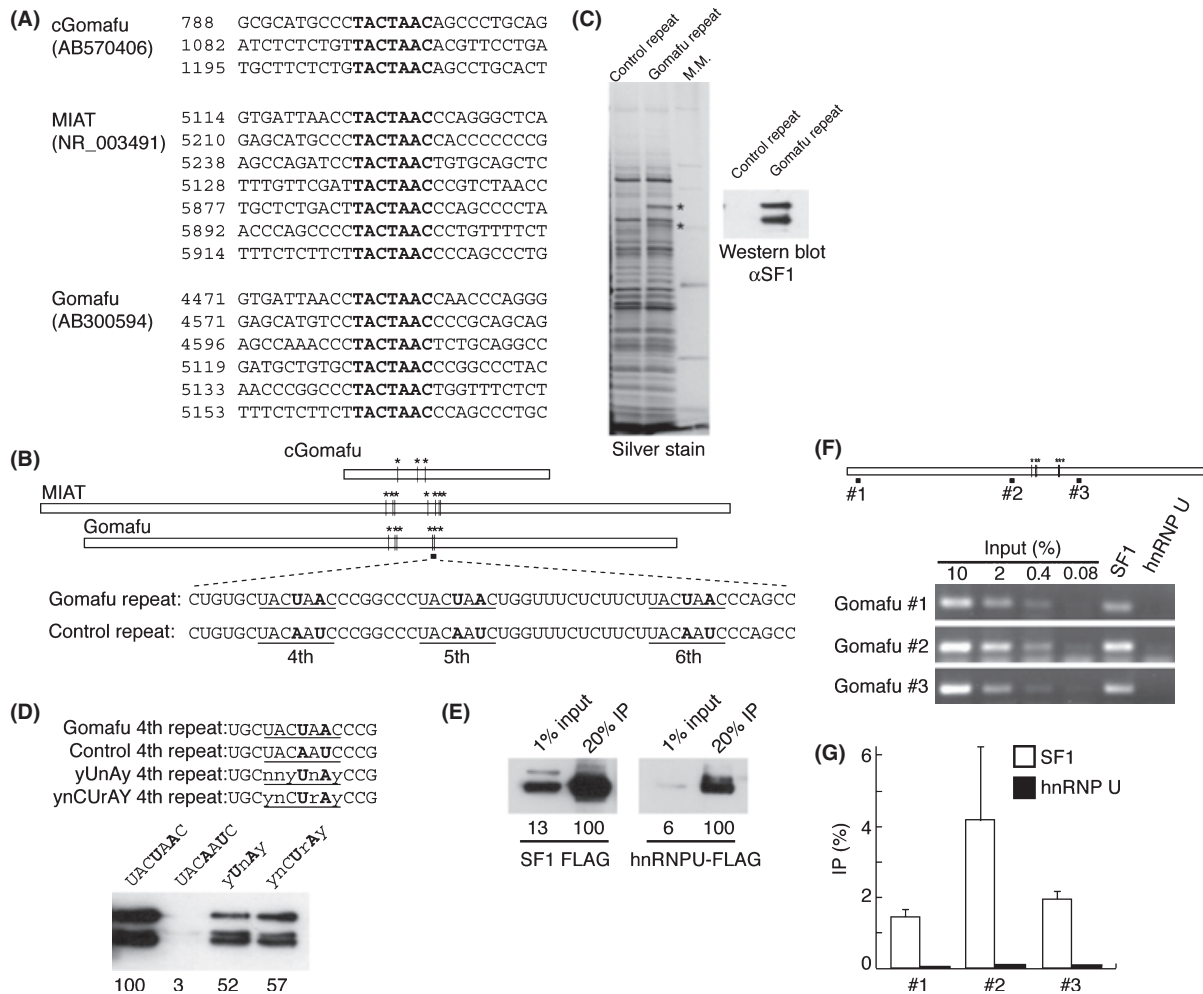 (A)
cGomafu
(AB570406)
788 GCGCATGCCCTACTAACAGCCCTGCAG
1082 ATCTCTCTGTTACTAACACGTTCCTGA
1195 TGCTTCTCTGTACTAACAGCCTGCACT
MIAT
(NR_003491)
5114 GTGATTAACCTACTAACCCAGGGCTCA
5210 GAGCATGCCCTACTAACCACCCCCCCG
5238 AGCCAGATCCTACTAACTGTGCAGCTC
5128 TTTGTTCGATTACTAACCCGTCTAACC
5877 TGCTCTGACTTACTAACCCAGCCCCTA
5892 ACCCAGCCCCTACTAACCCTGTTTTCT
5914 TTTCTCTTCTTACTAACCCCAGCCCTG
Gomafu
(AB300594)
4471 GTGATTAACCTACTAACCAACCCAGGG
4571 GAGCATGTCCTACTAACCCCGCAGCAG
4596 AGCCAAACCCTACTAACTCTGCAGGCC
5119 GATGCTGTGCTACTAACCCGGCCCTAC
5133 AACCCGGCCCTACTAACTGGTTTCTCT
5153 TTTCTCTTCTTACTAACCCAGCCCTGC
(B)
cGomafu
* **
MIAT
*** * ***
Gomafu
*** ***
Gomafu repeat: CUGUGCUACUAACCCGGCCCUACUAACUGGUUUCUCUUCUUACUAACCCAGCC
Control repeat: CUGUGCUACAAUCCCGGCCCUACAAUCUGGUUUCUCUUCUUACAAUCCCAGCC
4th 5th 6th
(C)
Control repeat
Gomafu repeat
M.M.
*
*
Silver stain
Control repeat
Gomafu repeat
Western blot
αSF1
(D)
Gomafu 4th repeat:UGCUACUAACCCG
Control 4th repeat:UGCUACAAUCCCG
yUnAy 4th repeat:UGCnnyUnAyCCG
ynCUrAY 4th repeat:UGCynCUrAyCCG
UACUAAC
UACAAUC
yUnAy
ynCUrAy
100 3 52 57
(E)
1% input
20% IP
1% input
20% IP
13 100 6 100
SF1 FLAG hnRNPU-FLAG
(F)
*** ***
#1 #2 #3
Input (%)
10 2 0.4 0.08 SF1 hnRNP U
Gomafu #1
Gomafu #2
Gomafu #3
(G)
SF1
hnRNP U
IP (%)
6
4
2
0
#1 #2 #3